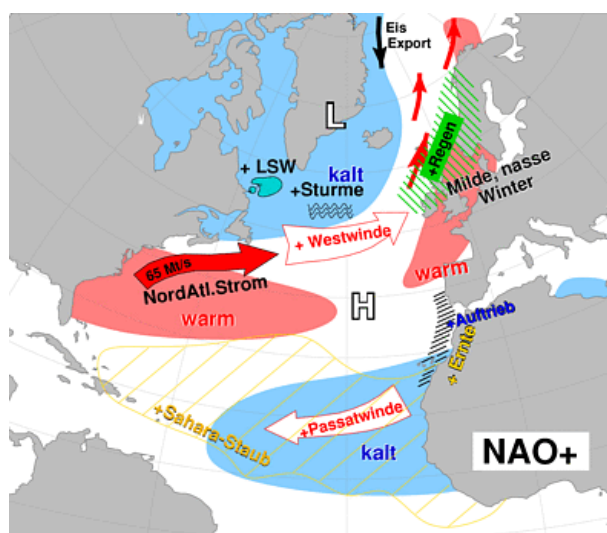 Eis
Export
L
+ LSW
kalt
+Sturme
+Regen
Milde, nasse
Winter
+ Westwinde
65 Mt/s
NordAtl.Strom
warm
warm
H
+Auftrieb
+ Ernte
+Sahara-Staub
+Passatwinde
kalt
NAO+